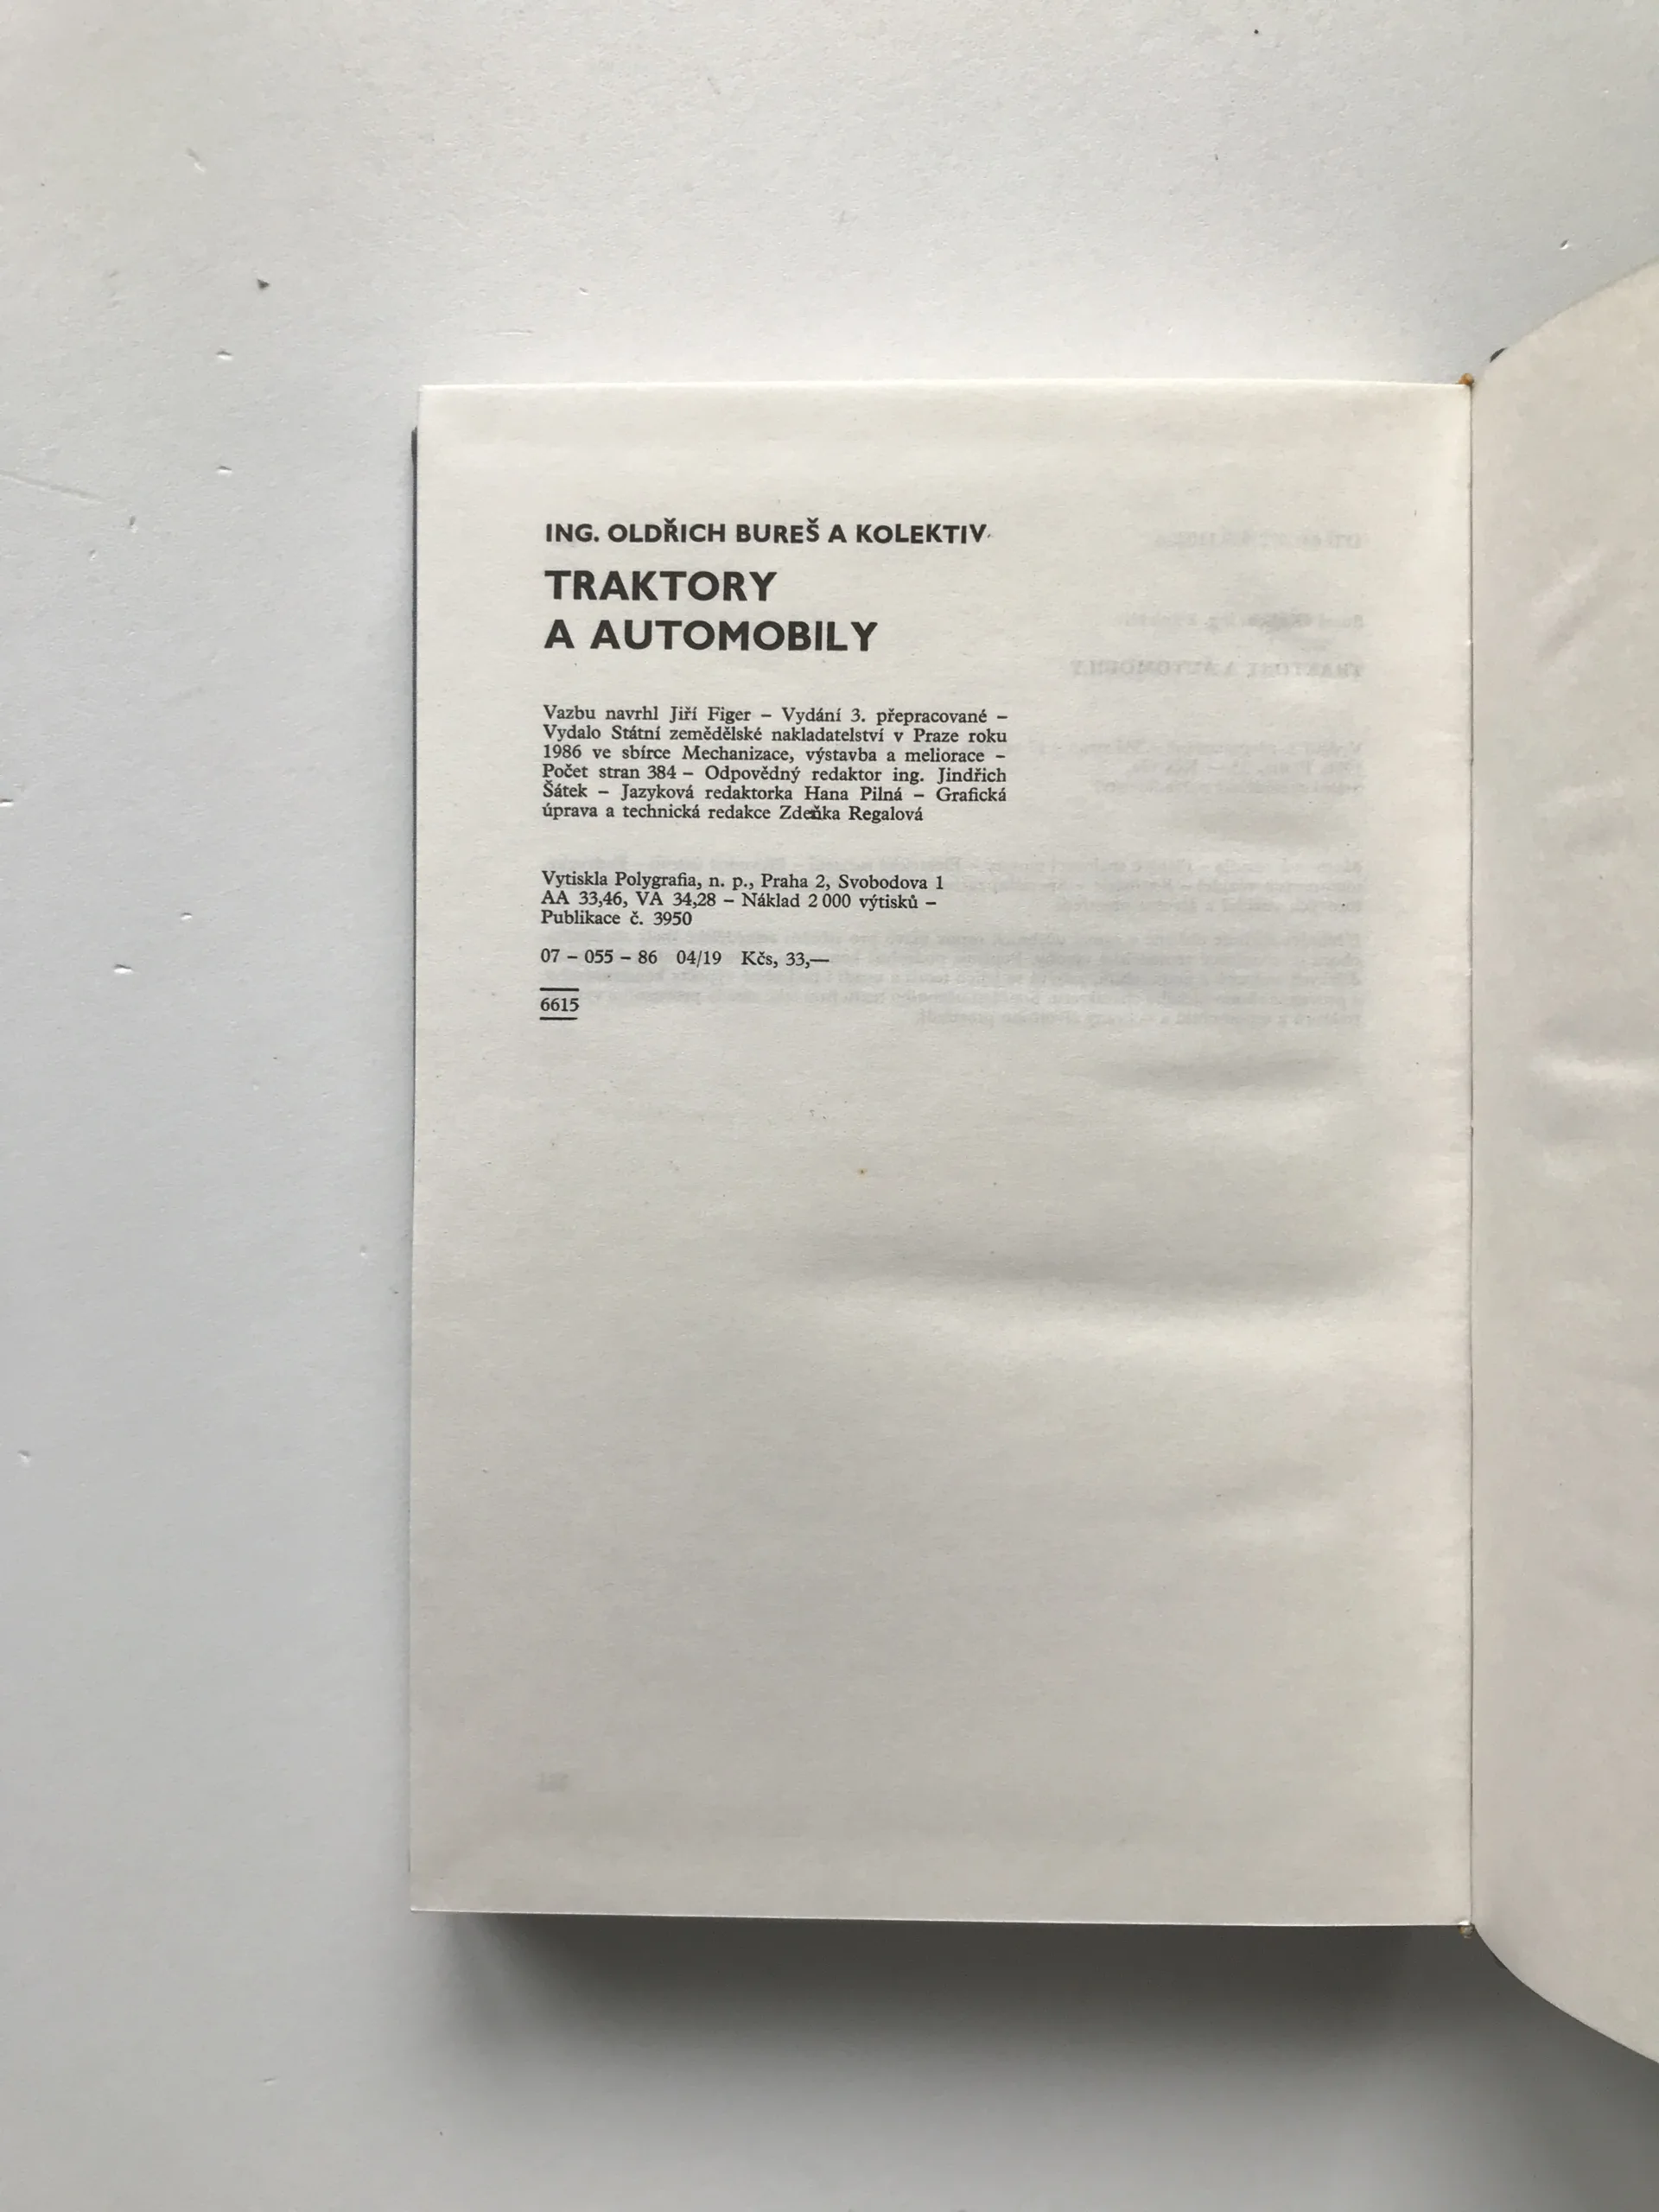 ING. OLDŘICH BUREŠ A KOLEKTIV
TRAKTORY
A AUTOMOBILY
Vazbu navrhl Jiří Figer – Vydání 3. přepracované –
Vydalo Státní zemědělské nakladatelství v Praze roku
1986 ve sbírce Mechanizace, výstavba a meliorace –
Počet stran 384 – Odpovědný redaktor ing. Jindřich
Šátek – Jazyková redaktorka Hana Pilná – Grafická
úprava a technická redakce Zdeňka Regalová
Vytiskla Polygrafia, n. p., Praha 2, Svobodova 1
AA 33,46, VA 34,28 – Náklad 2 000 výtisků –
Publikace č. 3950
07 – 055 – 86 04/19 Kčs, 33,—
6615